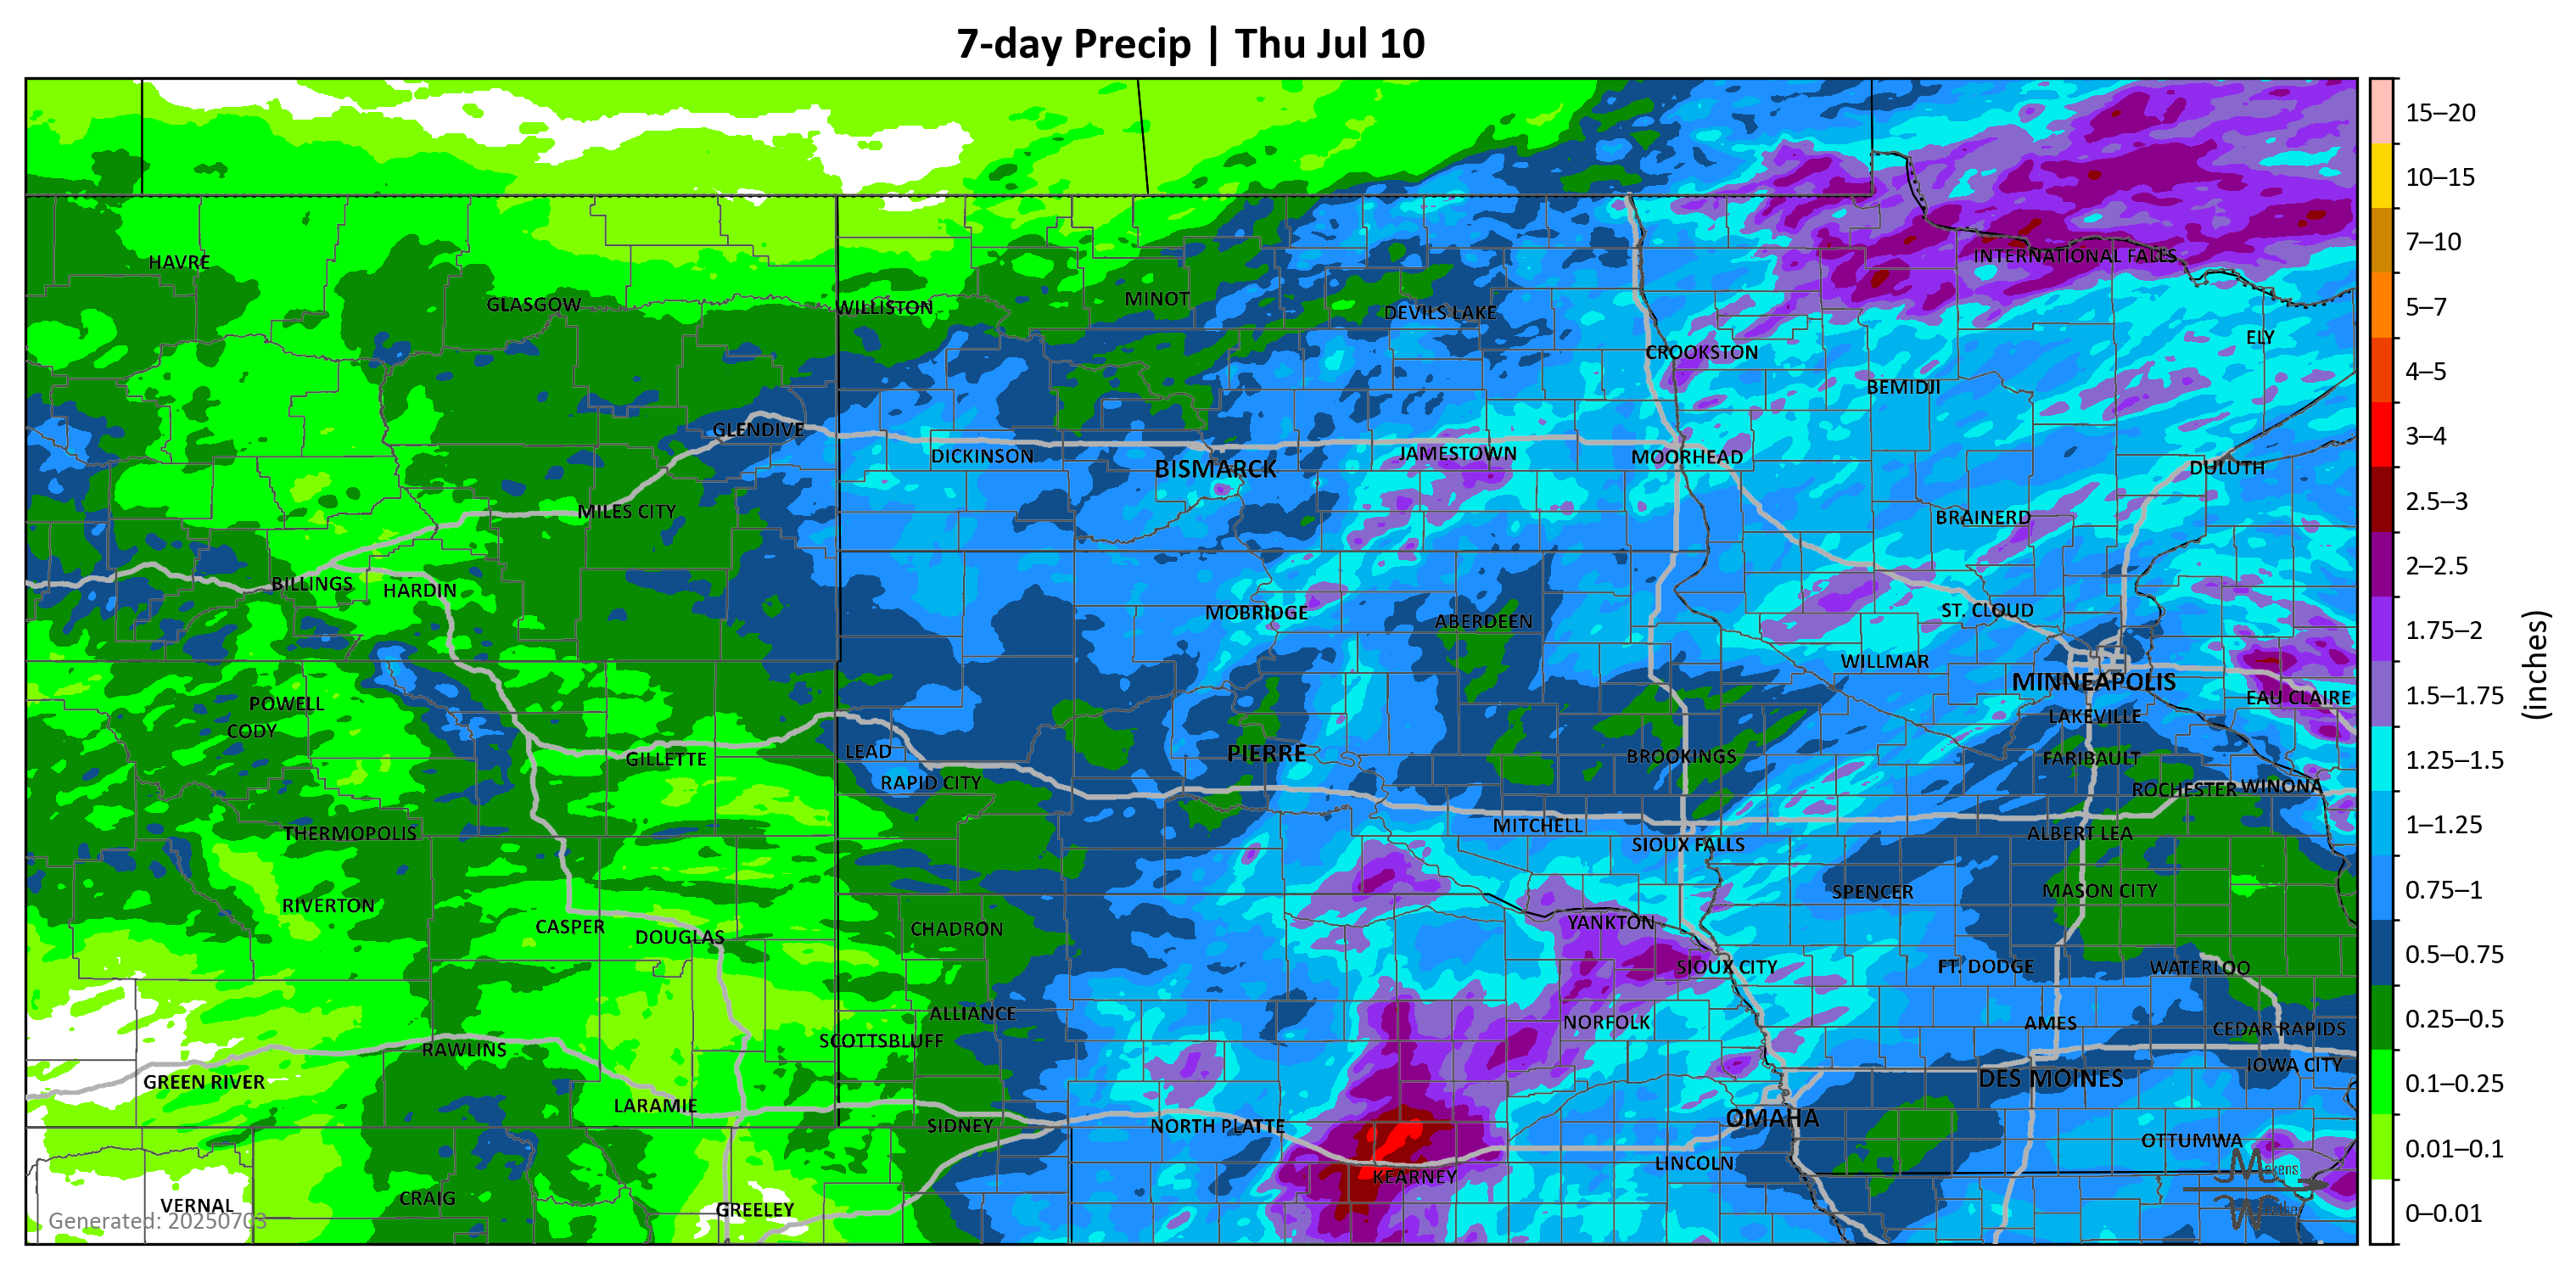 7-day Precip | Thu Jul 10
15–20
10–15
7–10
5–7
4–5
3–4
2.5–3
2–2.5
1.75–2
1.5–1.75
1.25–1.5
1–1.25
0.75–1
0.5–0.75
0.25–0.5
0.1–0.25
0.01–0.1
0–0.01
(inches)
HAVRE
INTERNATIONAL FALLS
GLASGOW
WILLISTON
MINOT
DEVILS LAKE
ELY
CROOKSTON
BEMIDJI
GLENDIVE
DICKINSON
BISMARCK
JAMESTOWN
MOORHEAD
DULUTH
MILES CITY
BRAINERD
BILLINGS
HARDIN
MOBRIDGE
ABERDEEN
ST. CLOUD
WILLMAR
MINNEAPOLIS
EAU CLAIRE
POWELL
CODY
LAKEVILLE
GILLETTE
LEAD
RAPID CITY
PIERRE
BROOKINGS
FARIBAULT
ROCHESTER
WINONA
THERMOPOLIS
MITCHELL
SIOUX FALLS
ALBERT LEA
RIVERTON
SPENCER
MASON CITY
CASPER
DOUGLAS
CHADRON
YANKTON
SIOUX CITY
FT. DODGE
WATERLOO
ALLIANCE
SCOTTSBLUFF
NORFOLK
AMES
CEDAR RAPIDS
RAWLINS
GREEN RIVER
IOWA CITY
DES MOINES
LARAMIE
SIDNEY
NORTH PLATTE
OMAHA
OTTUMWA
LINCOLN
KEARNEY
VERNAL
CRAIG
GREELEY
Generated: 20250703